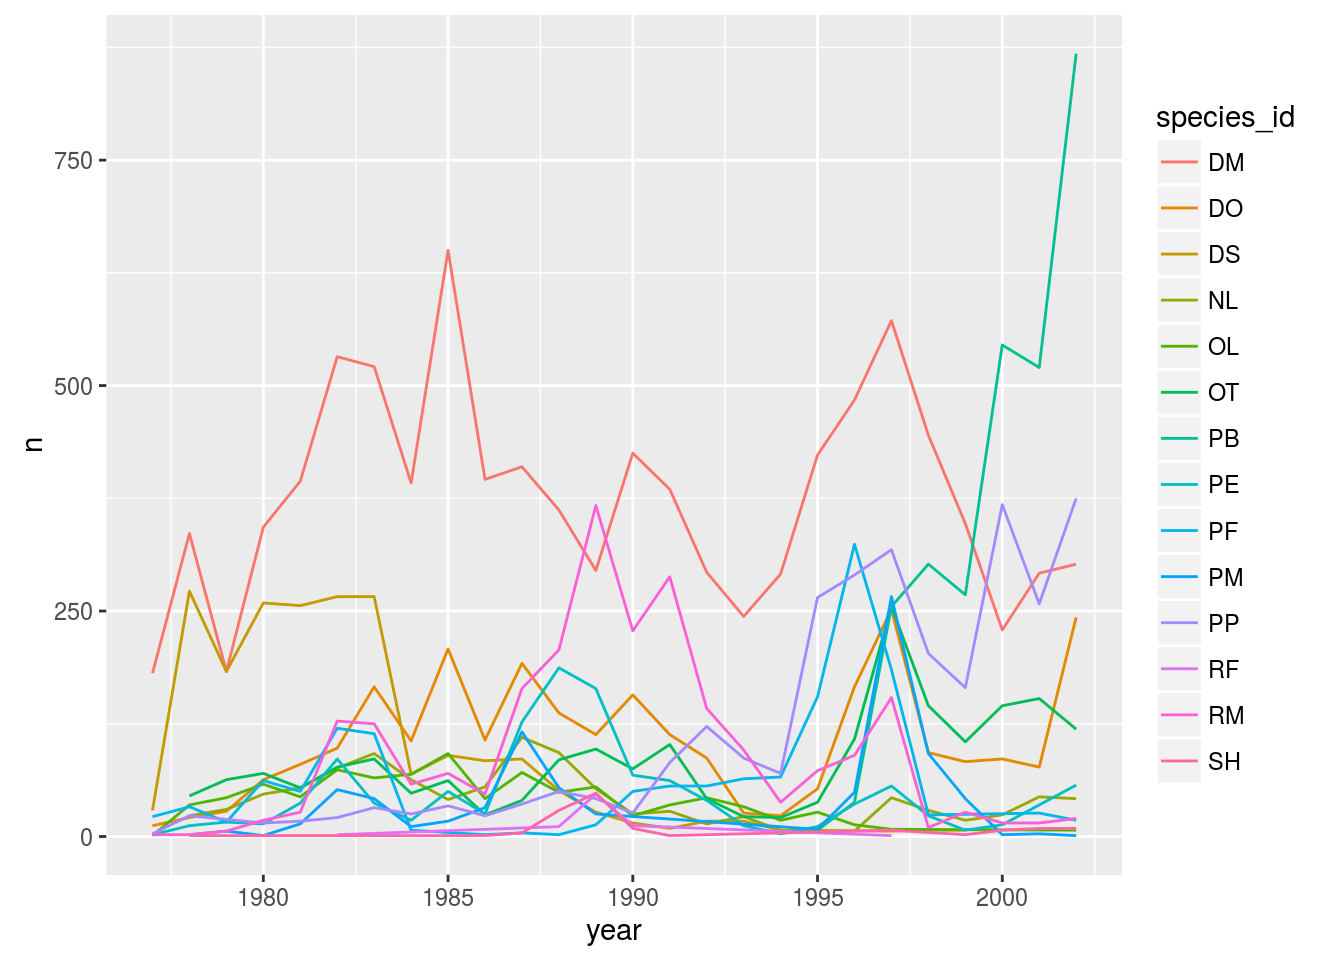 species_id
DM
DO
DS
NL
OL
OT
PB
PE
PF
PM
PP
RF
RM
SH
n
750
500
250
0
1980 1985 1990 1995 2000
year